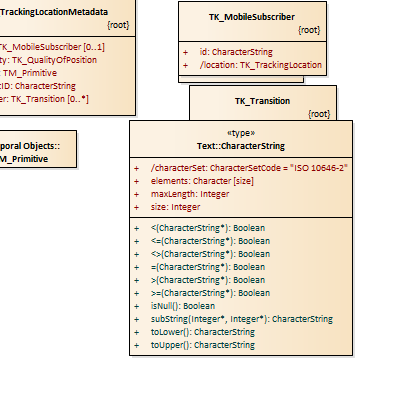 TrackingLocationMetadata
{root}
TK_MobileSubscriber [0..1]
ty: TK_QualityOfPosition
: TM_Primitive
tID: CharacterString
er: TK_Transition [0..*]
TK_MobileSubscriber
{root}
+ id: CharacterString
+ /location: TK_TrackingLocation
TK_Transition
{root}
poral Objects::
M_Primitive
«type»
Text::CharacterString
+ /characterSet: CharacterSetCode = "ISO 10646-2"
+ elements: Character [size]
+ maxLength: Integer
+ size: Integer
+ <(CharacterString*): Boolean
+ <=(CharacterString*): Boolean
+ <>(CharacterString*): Boolean
+ =(CharacterString*): Boolean
+ >(CharacterString*): Boolean
+ >=(CharacterString*): Boolean
+ isNull(): Boolean
+ subString(Integer*, Integer*): CharacterString
+ toLower(): CharacterString
+ toUpper(): CharacterString